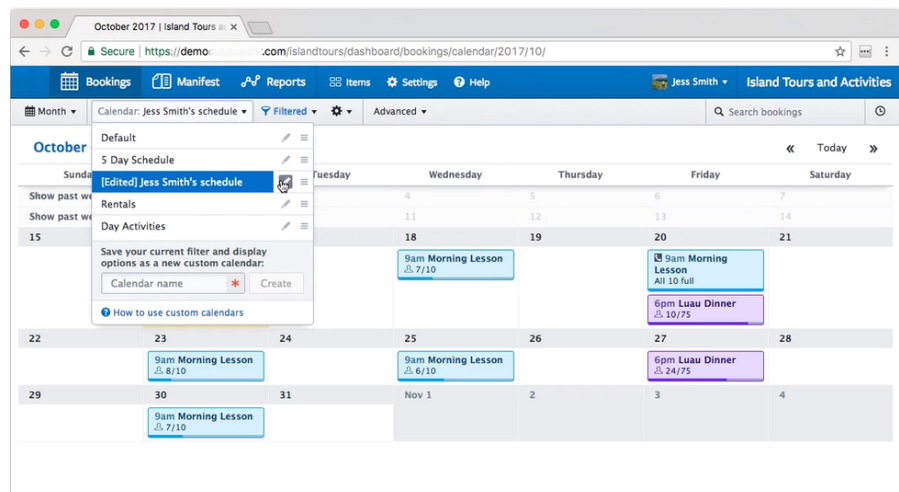 October 2017 | Island Tours ar
Secure | https://demo .com/islandtours/dashboard/bookings/calendar/2017/10/
Bookings Manifest Reports Items Settings Help Jess Smith Island Tours and Activities
Month Calendar: Jess Smith's schedule Filtered Advanced Search bookings
October « Today »
Sunda Tuesday Wednesday Thursday Friday Saturday
Default
5 Day Schedule
[Edited] Jess Smith's schedule
Rentals
Day Activities
Save your current filter and display
options as a new custom calendar:
Calendar name * Create
How to use custom calendars
Show past we 4 5 6 7
Show past we 11 12 13 14
15 18 19 20 21
9am Morning Lesson
7/10
9am Morning
Lesson
All 10 full
6pm Luau Dinner
10/75
22 23 24 25 26 27 28
9am Morning Lesson
8/10
9am Morning Lesson
6/10
6pm Luau Dinner
24/75
29 30 31 Nov 1 2 3 4
9am Morning Lesson
7/10